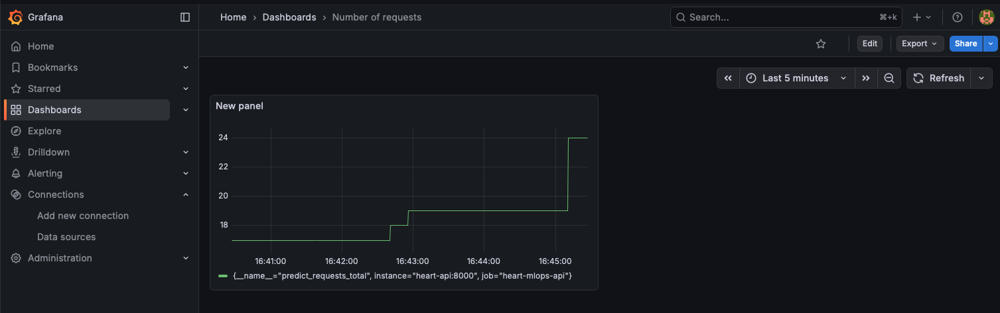 Grafana
Home › Dashboards › Number of requests
Search...
⌘+k
Edit
Export
Share
Home
Bookmarks
Starred
Dashboards
Explore
Drilldown
Alerting
Connections
Add new connection
Data sources
Administration
Last 5 minutes
Refresh
New panel
24
22
20
18
16:41:00 16:42:00 16:43:00 16:44:00 16:45:00
{__name__="predict_requests_total", instance="heart-api:8000", job="heart-mlops-api"}